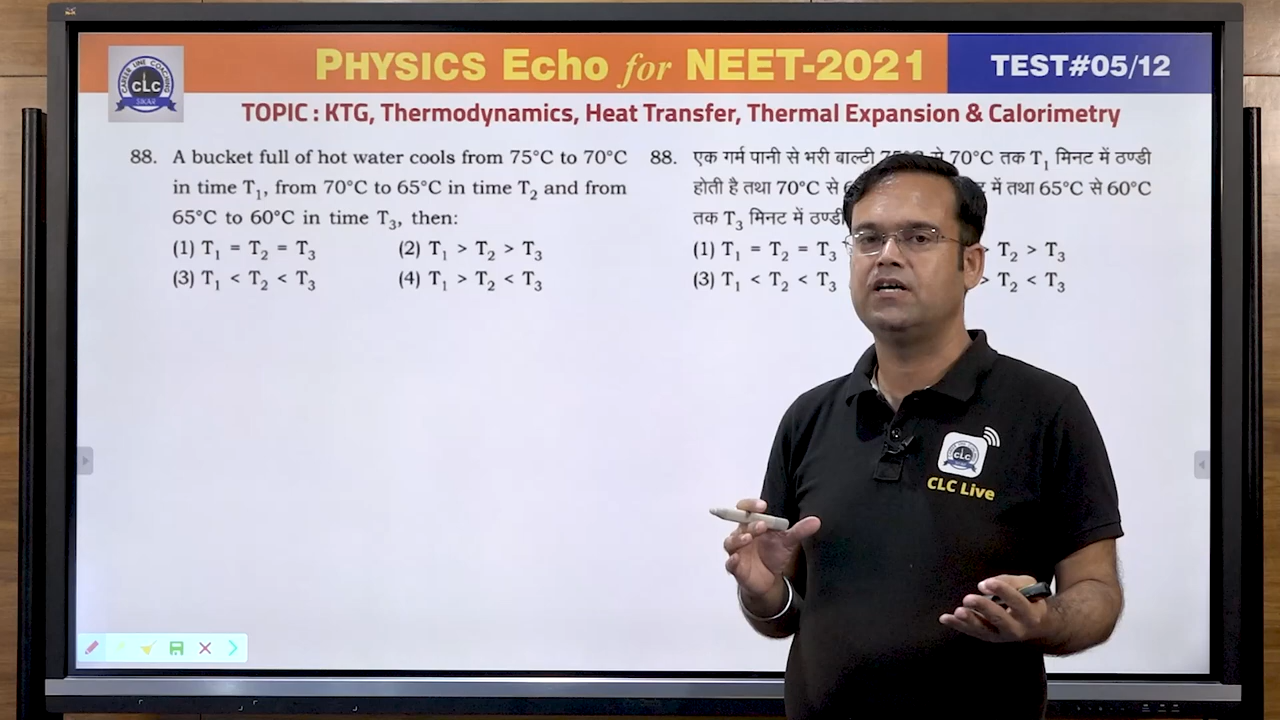 PHYSICS Echo for NEET-2021
TEST#05/12
CLC
SIKAR
TOPIC : KTG, Thermodynamics, Heat Transfer, Thermal Expansion & Calorimetry
88. A bucket full of hot water cools from 75°C to 70°C
in time T₁, from 70°C to 65°C in time T₂ and from
65°C to 60°C in time T₃, then:
(1) T₁ = T₂ = T₃ (2) T₁ > T₂ > T₃
(3) T₁ < T₂ < T₃ (4) T₁ > T₂ < T₃
88. एक गर्म पानी से भरी बाल्टी 70°C तक T₁ मिनट में ठण्डी
होती है तथा 70°C से में तथा 65°C से 60°C
तक T₃ मिनट में ठण्डी
(1) T₁ = T₂ = T₃ > T₂ > T₃
(3) T₁ < T₂ < T₃ > T₂ < T₃
CLC
CLC Live